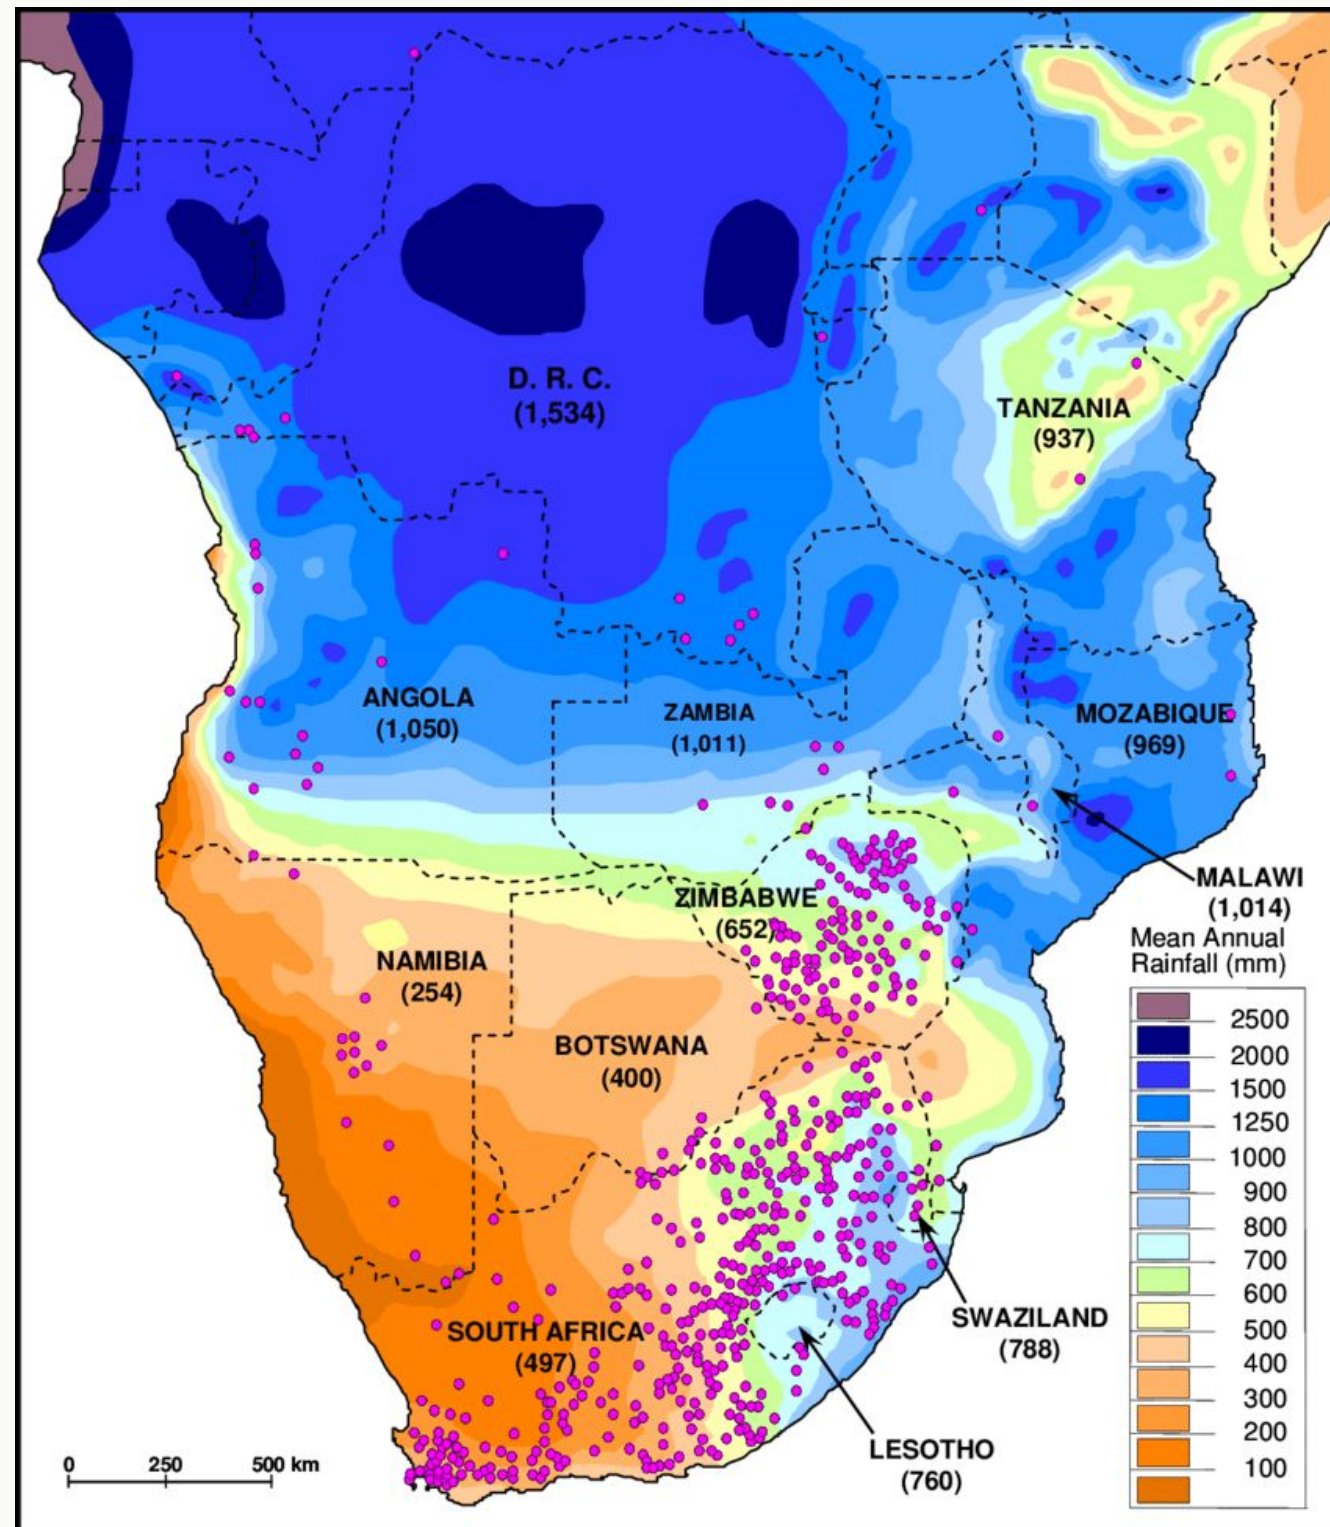 D. R. C.
(1,534)
TANZANIA
(937)
ANGOLA
(1,050)
ZAMBIA
(1,011)
MOZABIQUE
(969)
MALAWI
(1,014)
ZIMBABWE
(652)
NAMIBIA
(254)
BOTSWANA
(400)
SWAZILAND
(788)
SOUTH AFRICA
(497)
LESOTHO
(760)
0 250 500 km
Mean Annual
Rainfall (mm)
2500
2000
1500
1250
1000
900
800
700
600
500
400
300
200
100